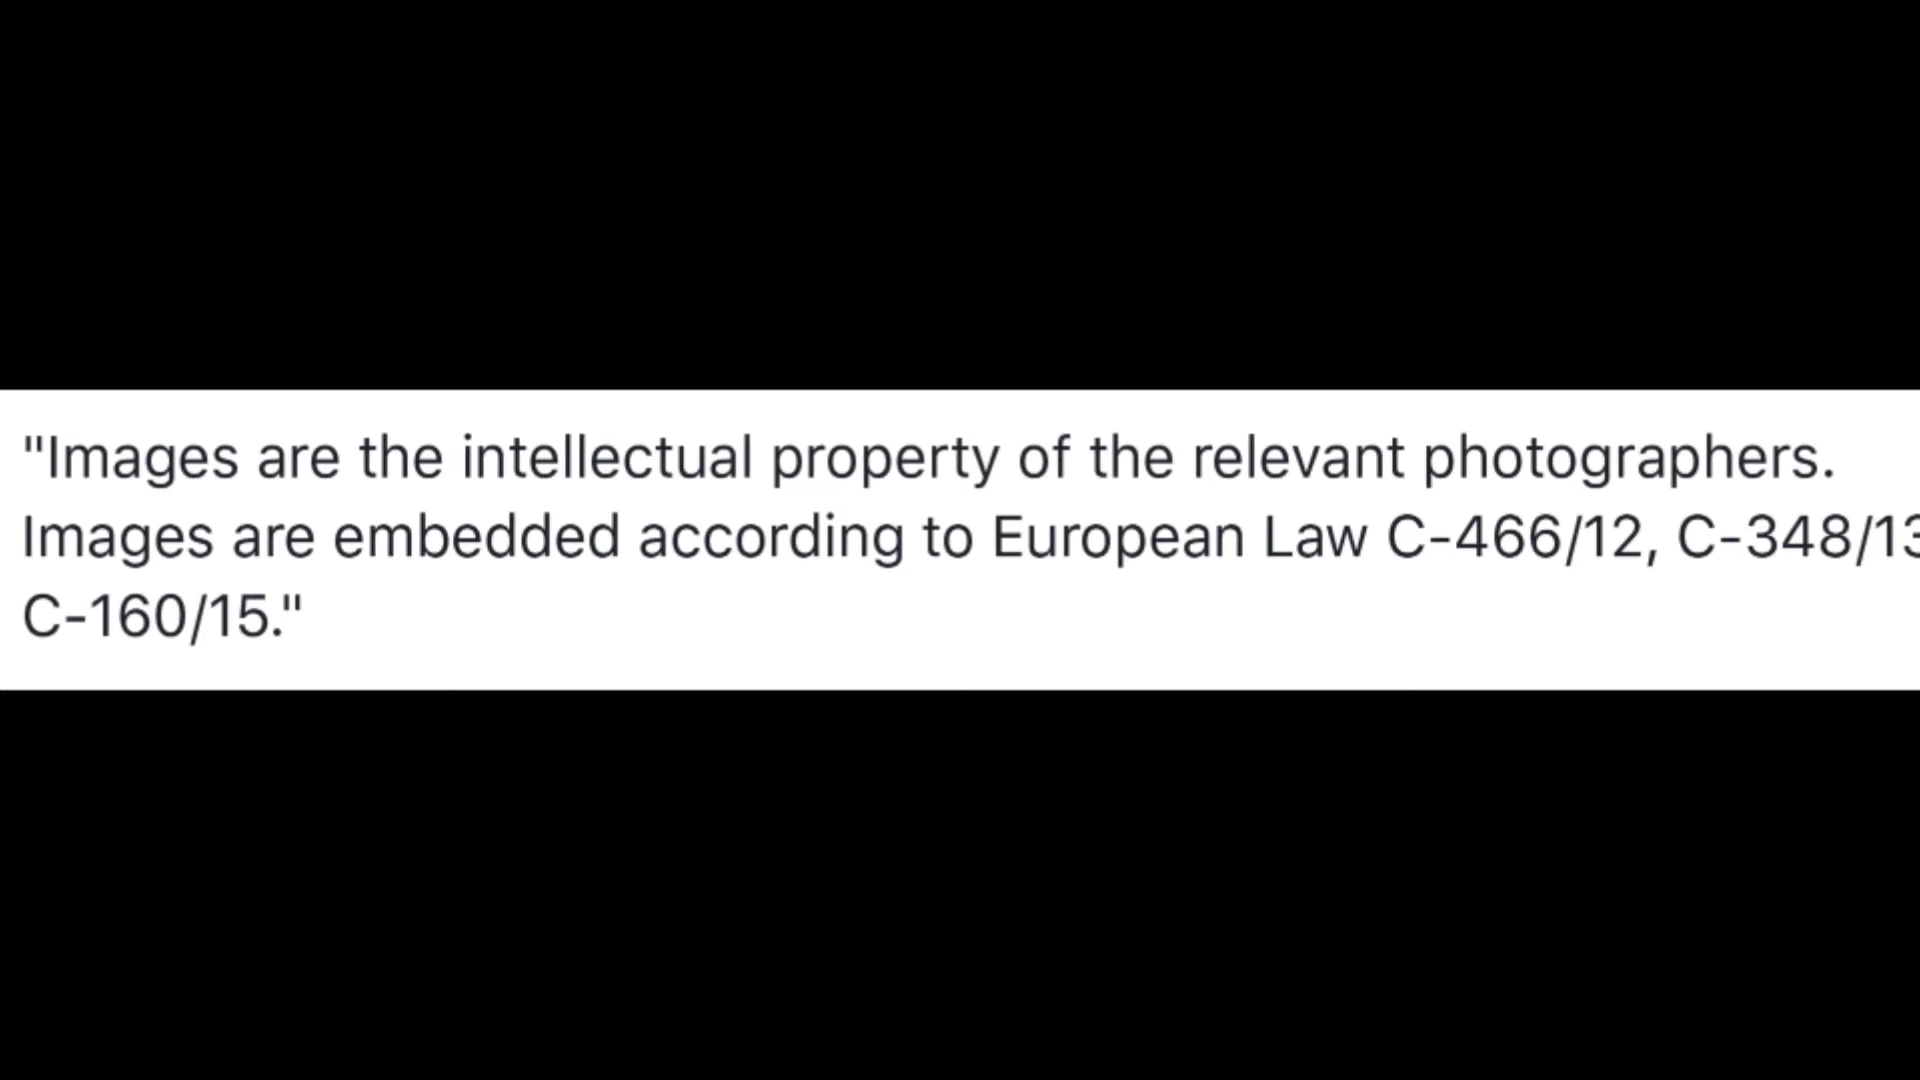 "Images are the intellectual property of the relevant photographers.
Images are embedded according to European Law C-466/12, C-348/13
C-160/15."